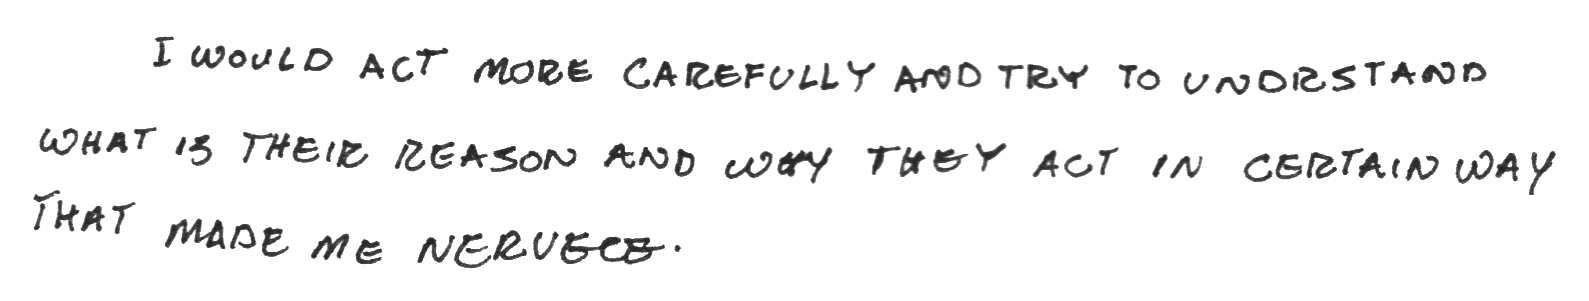 I WOULD ACT MORE CAREFULLY AND TRY TO UNDRSTAND
WHAT IS THEIR REASON AND WHY THEY ACT IN CERTAIN WAY
THAT MADE ME